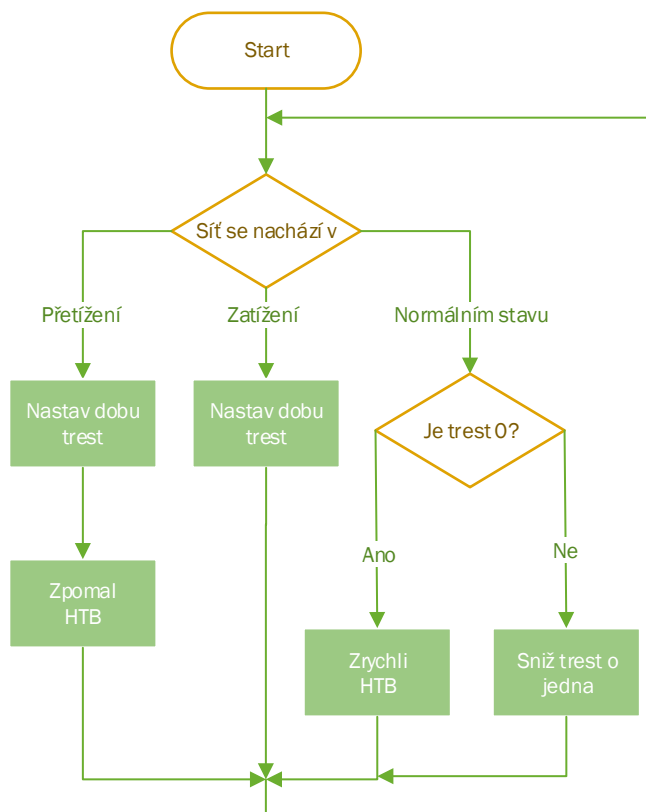 Start
Síť se nachází v
Přetížení
Zatížení
Normálním stavu
Nastav dobu
trest
Nastav dobu
trest
Je trest 0?
Ano
Ne
Zpomal
HTB
Zrychli
HTB
Sniž trest o
jedna